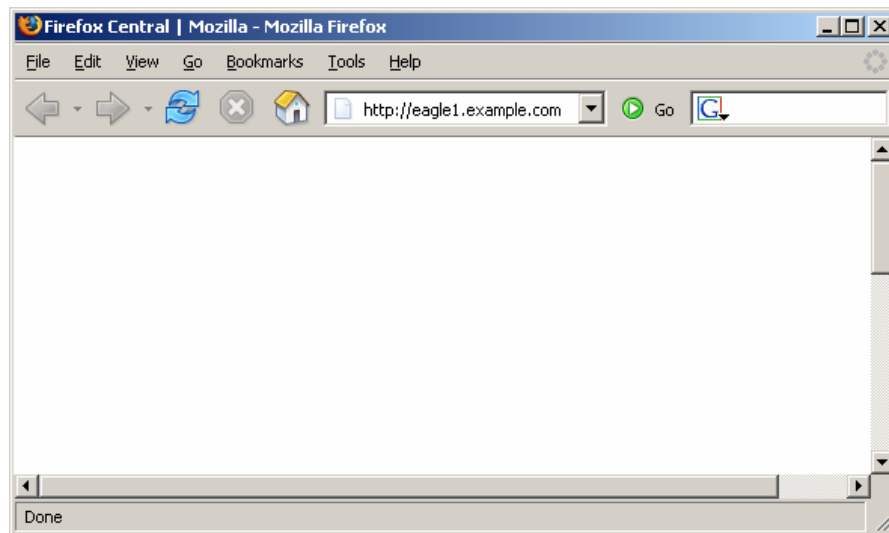 Firefox Central | Mozilla - Mozilla Firefox
File Edit View Go Bookmarks Tools Help
http://eagle1.example.com Go G
Done